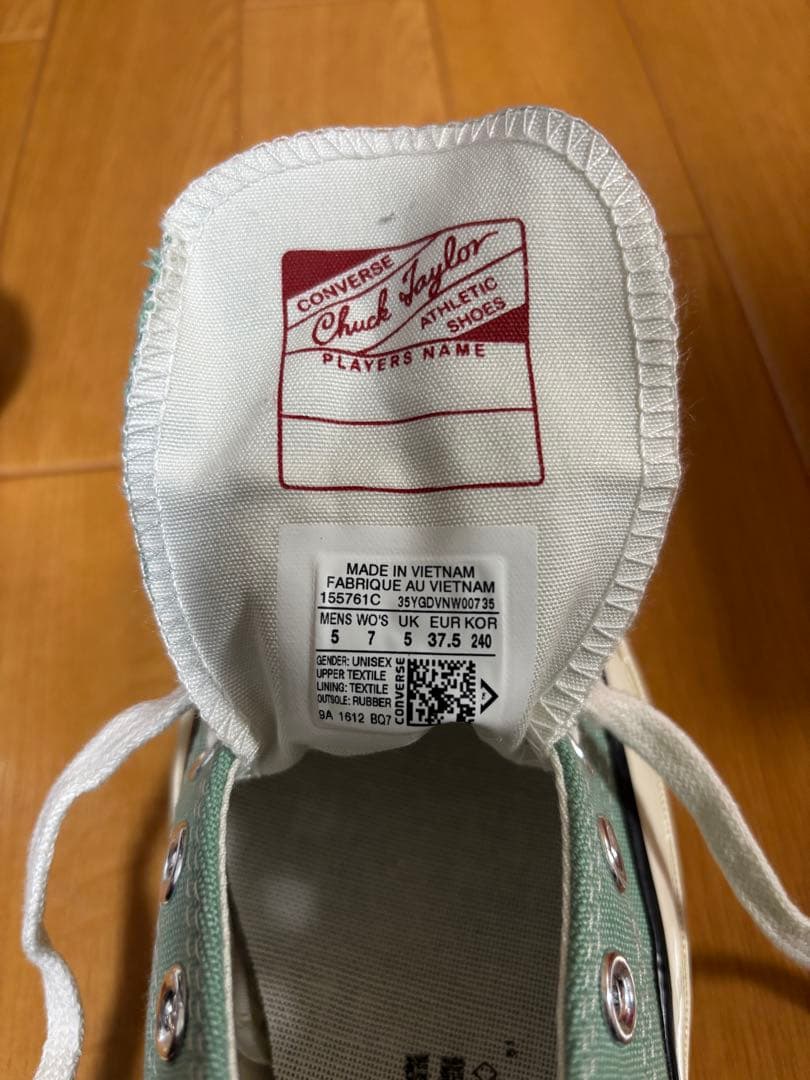 CONVERSE
Chuck Taylor
ATHLETIC
SHOES
PLAYERS NAME
MADE IN VIETNAM
FABRIQUE AU VIETNAM
155761C 35YGDVNW00735
MENS WO'S UK EUR KOR
5 7 5 37.5 240
GENDER: UNISEX
UPPER TEXTILE
LINING: TEXTILE
OUTSOLE: RUBBER
9A 1612 BQ7
CONVERSE